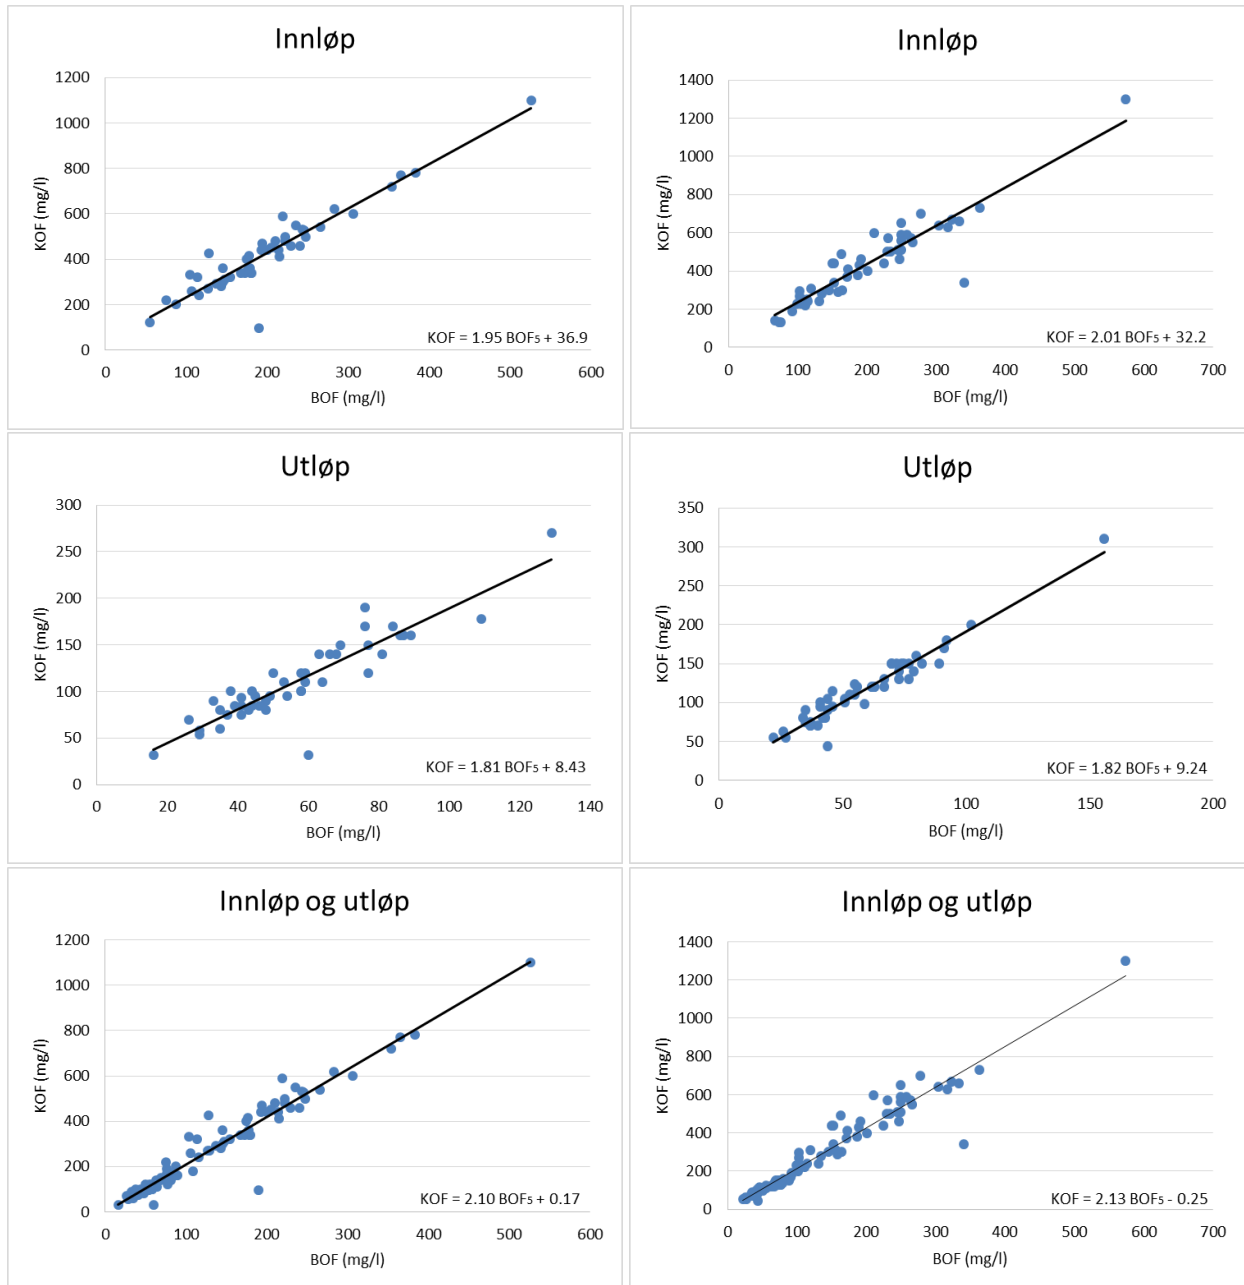 Innløp
1200
1000
800
600
400
200
0
KOF (mg/l)
KOF = 1.95 BOF₅ + 36.9
0 100 200 300 400 500 600
BOF (mg/l)
Innløp
1400
1200
1000
800
600
400
200
0
KOF (mg/l)
KOF = 2.01 BOF₅ + 32.2
0 100 200 300 400 500 600 700
BOF (mg/l)
Utløp
300
250
200
150
100
50
0
KOF (mg/l)
KOF = 1.81 BOF₅ + 8.43
0 20 40 60 80 100 120 140
BOF (mg/l)
Utløp
350
300
250
200
150
100
50
0
KOF (mg/l)
KOF = 1.82 BOF₅ + 9.24
0 50 100 150 200
BOF (mg/l)
Innløp og utløp
1200
1000
800
600
400
200
0
KOF (mg/l)
KOF = 2.10 BOF₅ + 0.17
0 100 200 300 400 500 600
BOF (mg/l)
Innløp og utløp
1400
1200
1000
800
600
400
200
0
KOF (mg/l)
KOF = 2.13 BOF₅ - 0.25
0 100 200 300 400 500 600 700
BOF (mg/l)